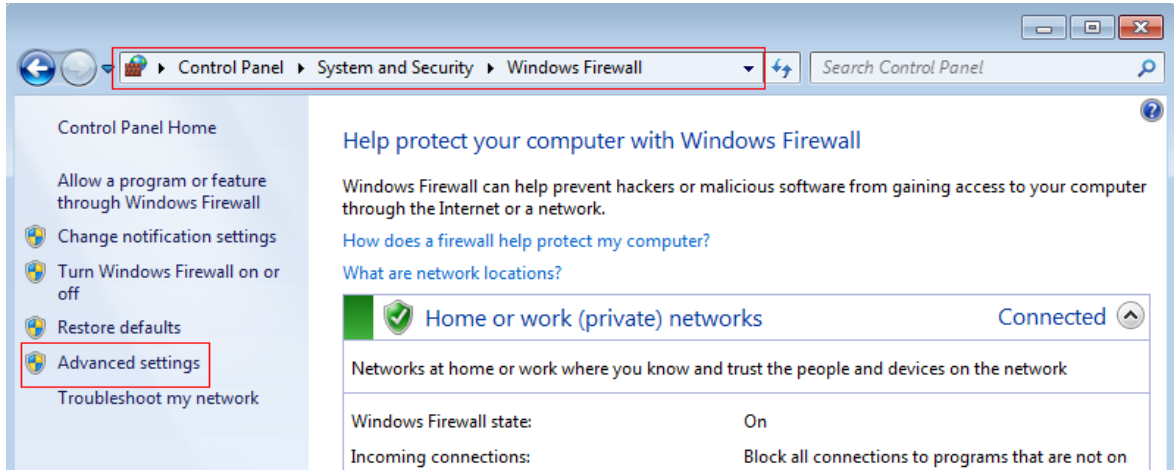 Control Panel ▸ System and Security ▸ Windows Firewall
Search Control Panel
Control Panel Home
Allow a program or feature
through Windows Firewall
Change notification settings
Turn Windows Firewall on or
off
Restore defaults
Advanced settings
Troubleshoot my network
Help protect your computer with Windows Firewall
Windows Firewall can help prevent hackers or malicious software from gaining access to your computer
through the Internet or a network.
How does a firewall help protect my computer?
What are network locations?
Home or work (private) networks Connected
Networks at home or work where you know and trust the people and devices on the network
Windows Firewall state: On
Incoming connections: Block all connections to programs that are not on